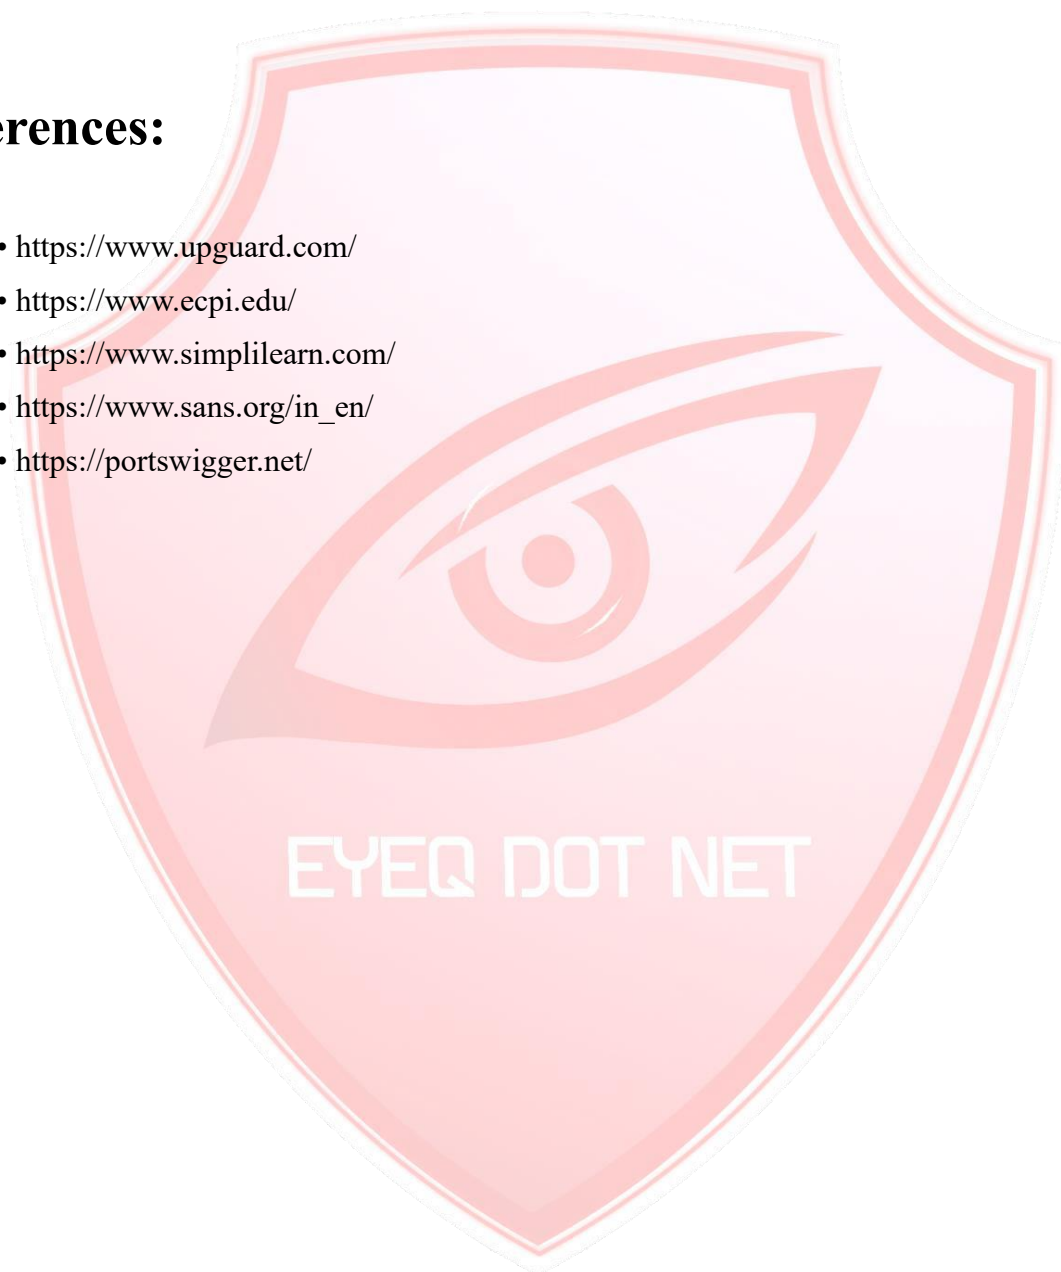 erences:
• https://www.upguard.com/
• https://www.ecpi.edu/
• https://www.simplilearn.com/
• https://www.sans.org/in_en/
• https://portswigger.net/
EYEQ DOT NET